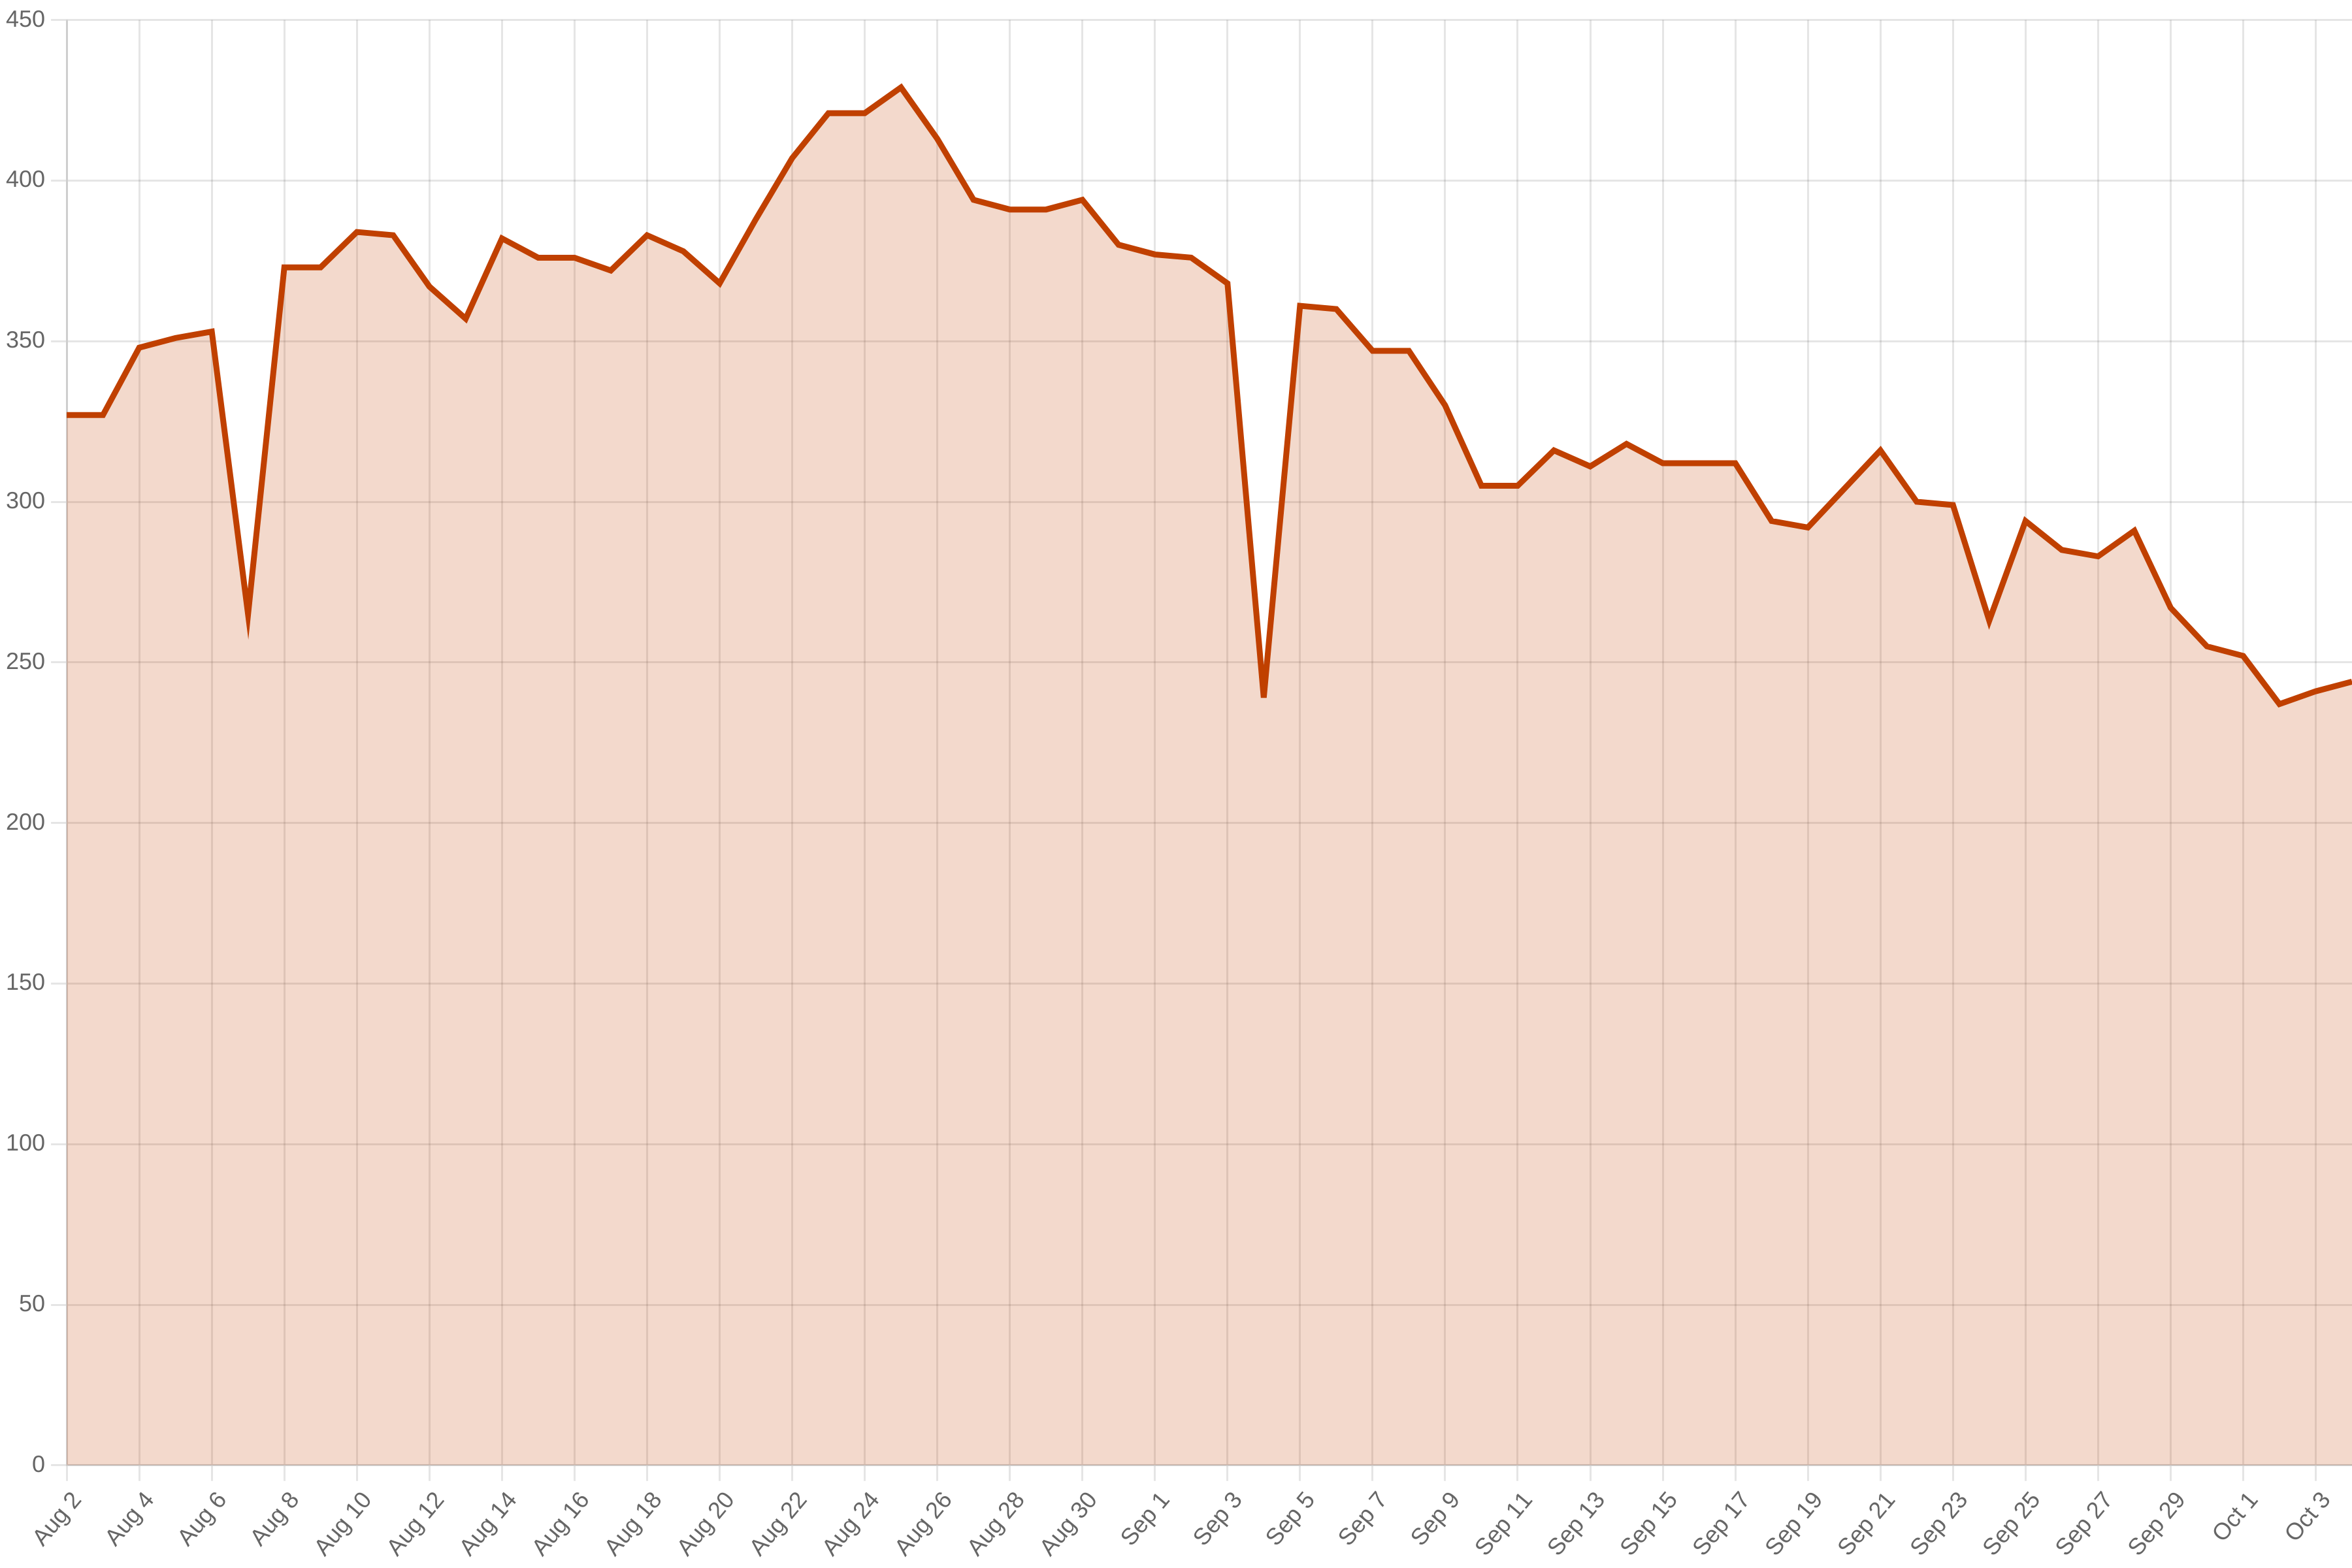 450
400
350
300
250
200
150
100
50
0
Aug 2
Aug 4
Aug 6
Aug 8
Aug 10
Aug 12
Aug 14
Aug 16
Aug 18
Aug 20
Aug 22
Aug 24
Aug 26
Aug 28
Aug 30
Sep 1
Sep 3
Sep 5
Sep 7
Sep 9
Sep 11
Sep 13
Sep 15
Sep 17
Sep 19
Sep 21
Sep 23
Sep 25
Sep 27
Sep 29
Oct 1
Oct 3